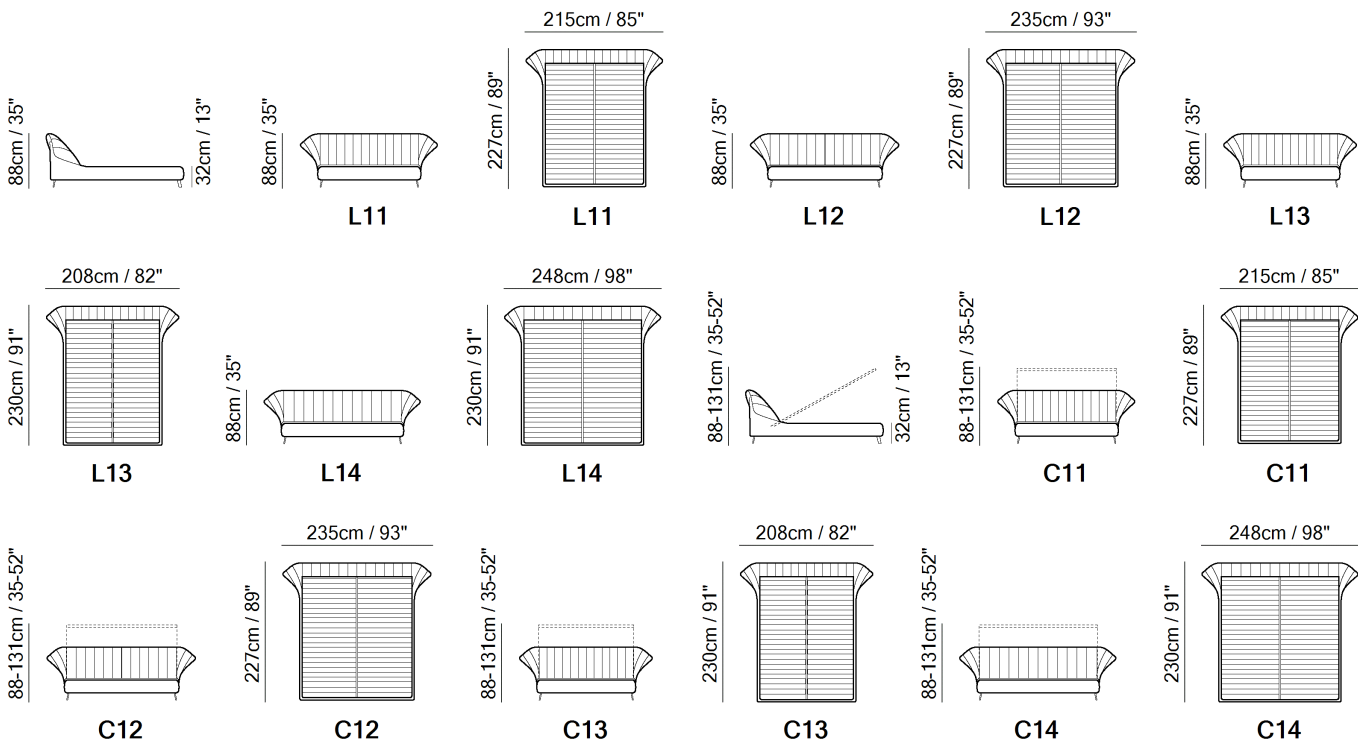 215cm / 85"
235cm / 93"
88cm / 35"
32cm / 13"
88cm / 35"
227cm / 89"
88cm / 35"
227cm / 89"
88cm / 35"
L11
L11
L12
L12
L13
208cm / 82"
248cm / 98"
215cm / 85"
230cm / 91"
88cm / 35"
230cm / 91"
88-131cm / 35-52"
32cm / 13"
88-131cm / 35-52"
227cm / 89"
L13
L14
L14
C11
C11
235cm / 93"
208cm / 82"
248cm / 98"
88-131cm / 35-52"
227cm / 89"
88-131cm / 35-52"
230cm / 91"
88-131cm / 35-52"
230cm / 91"
C12
C12
C13
C13
C14
C14